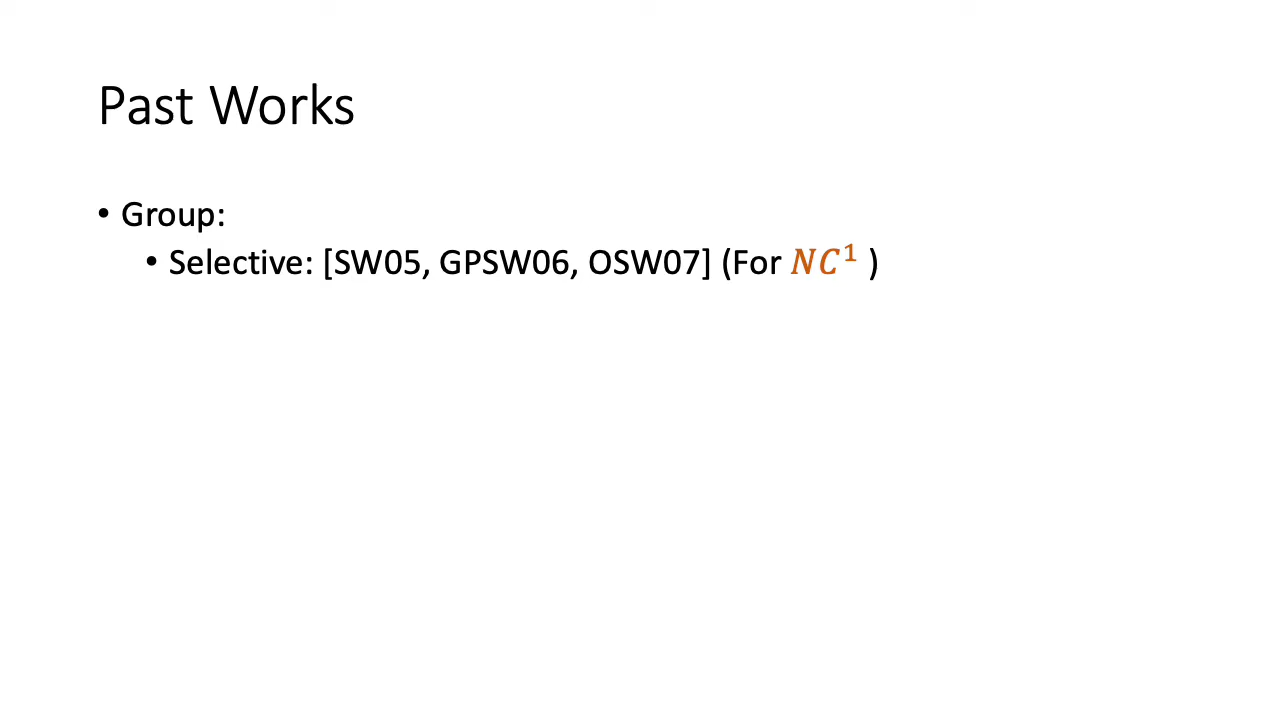 Past Works
• Group:
• Selective: [SW05, GPSW06, OSW07] (For NC¹ )